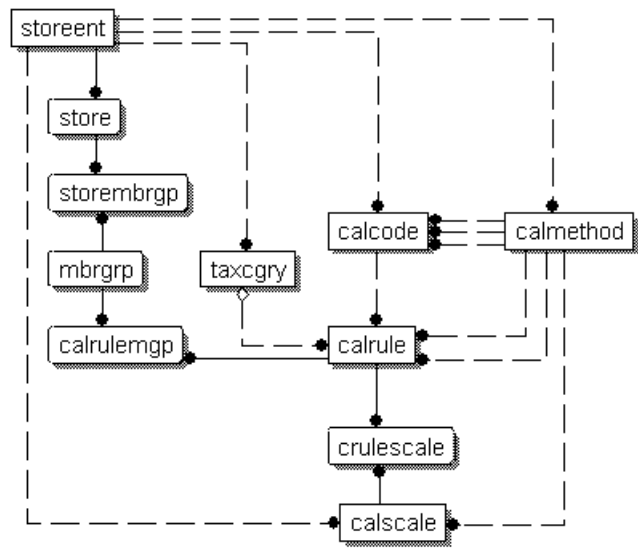 storeent
store
storembrgp
calcode
calmethod
mbrgrp
taxcgry
calrulemgp
calrule
crulescale
calscale